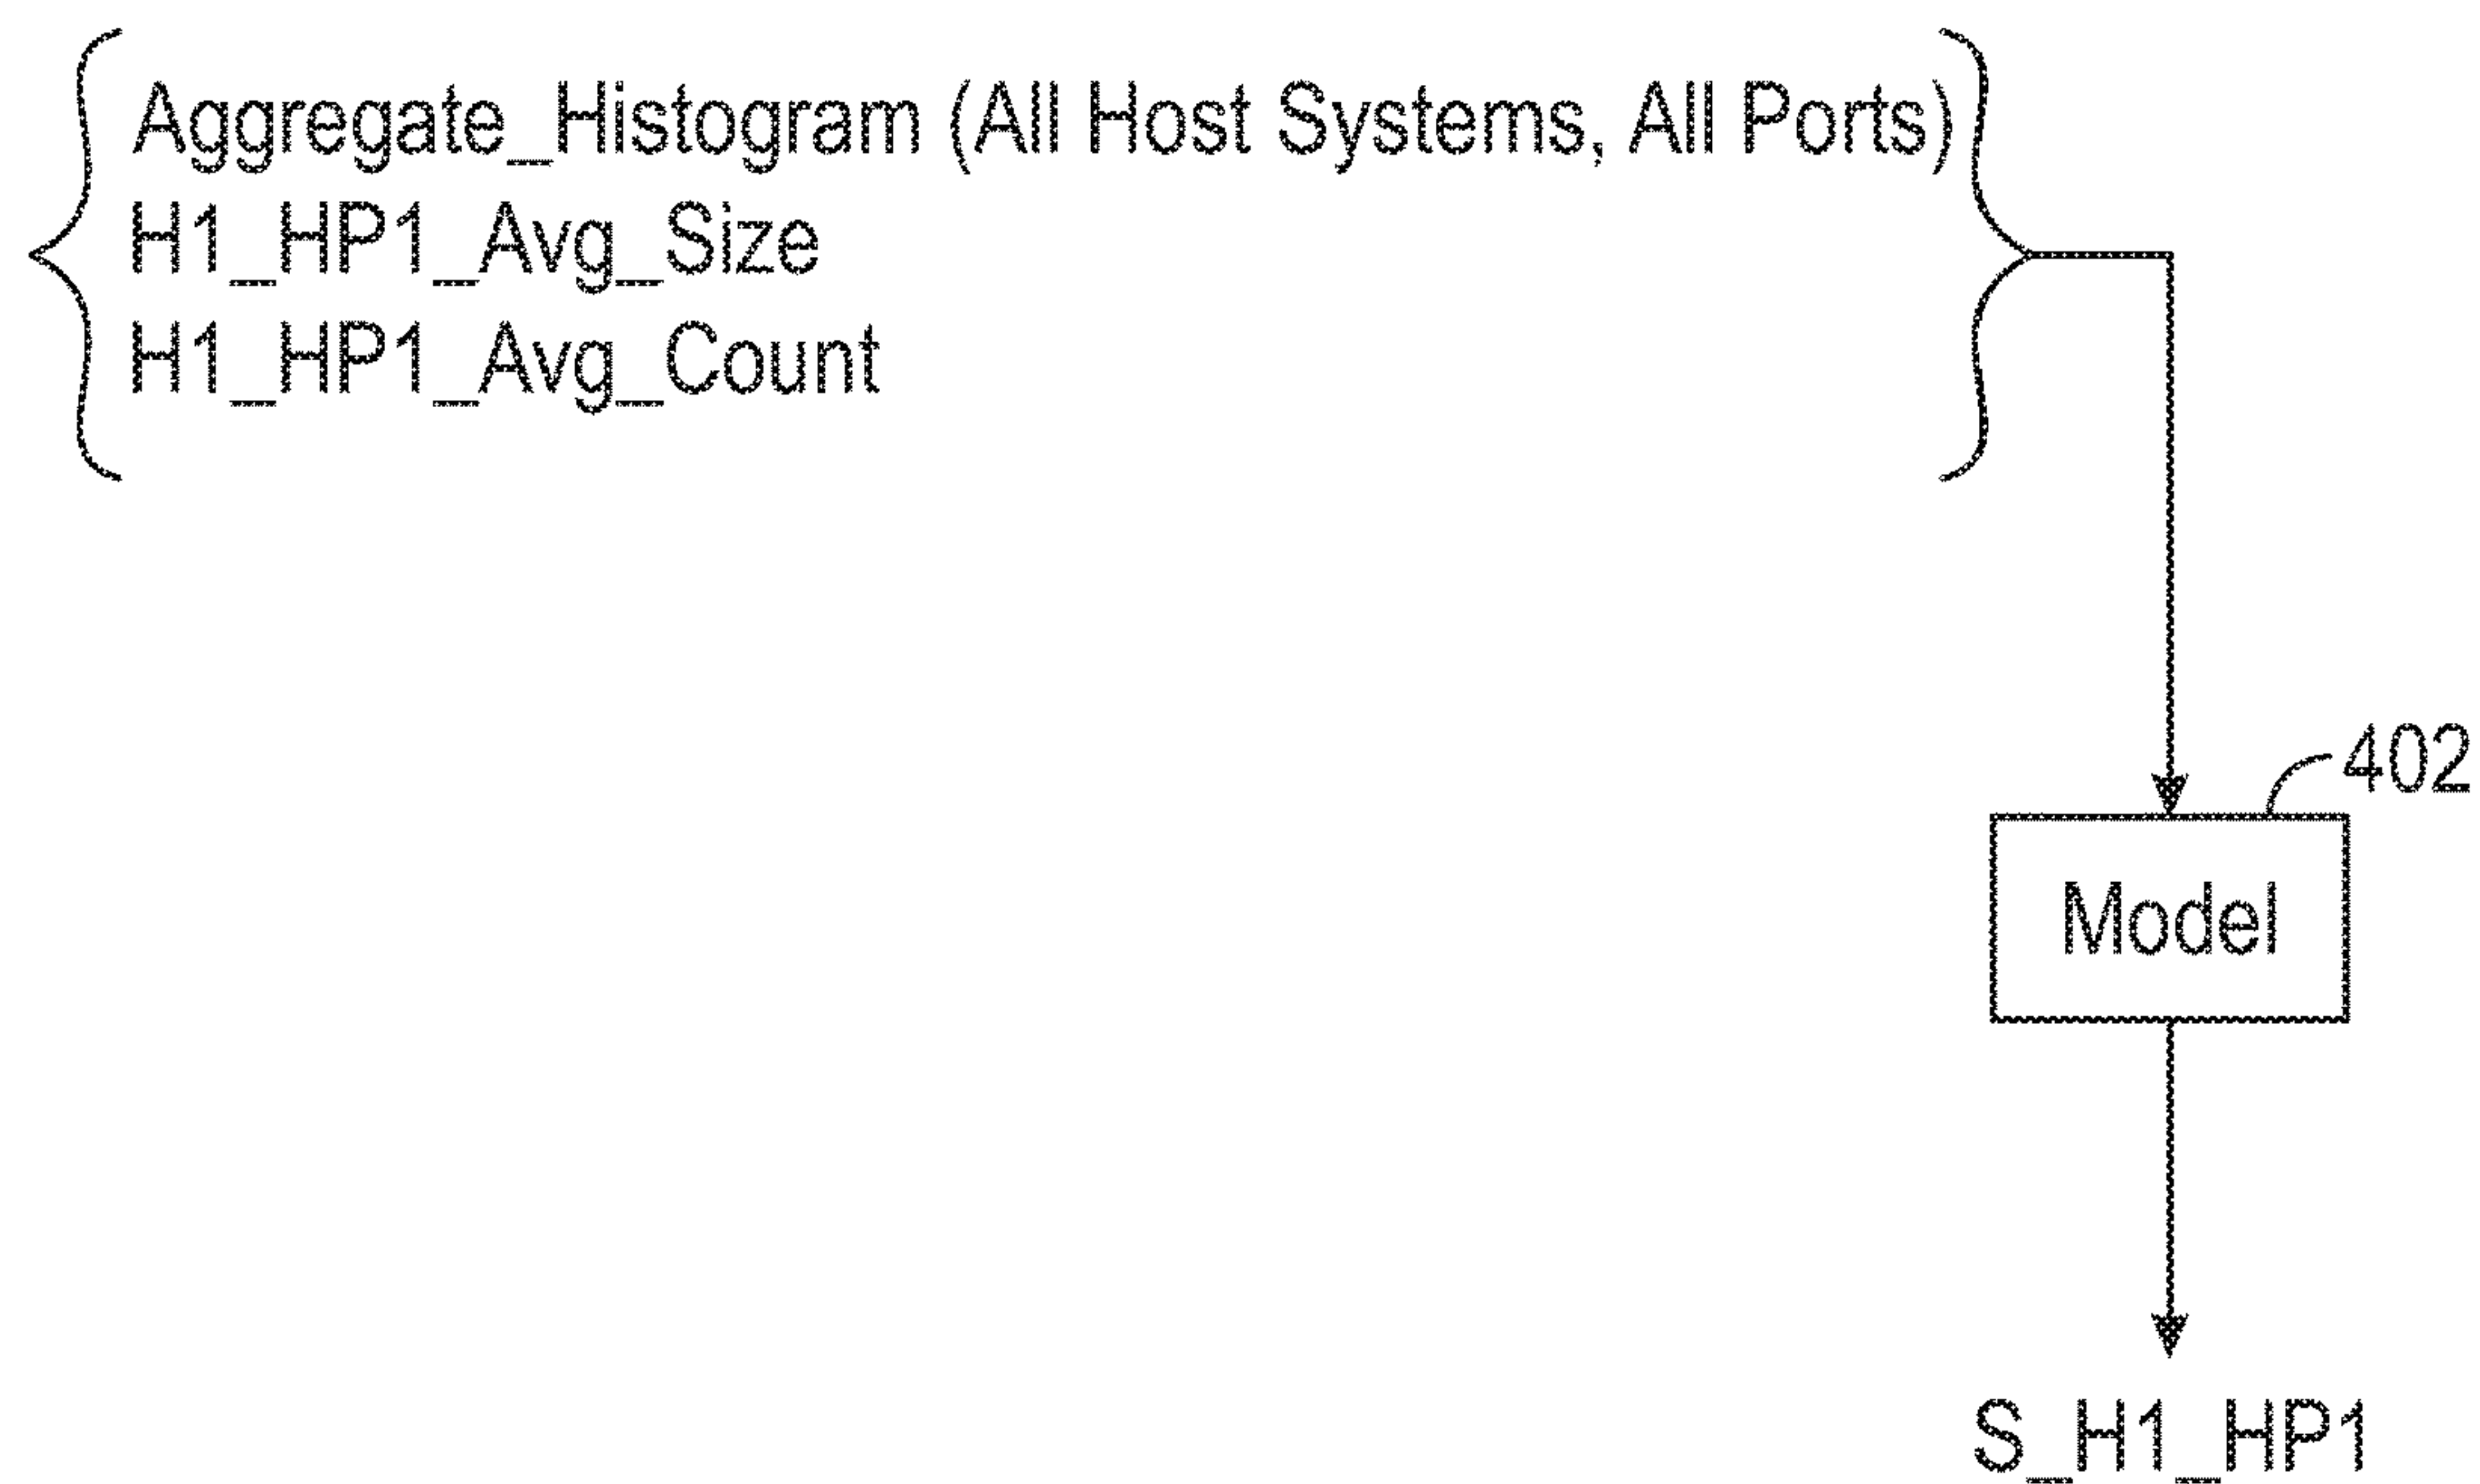 Aggregate_Histogram (All Host Systems, All Ports)
H1_HP1_Avg_Size
H1_HP1_Avg_Count
402
Model
S_H1_HP1